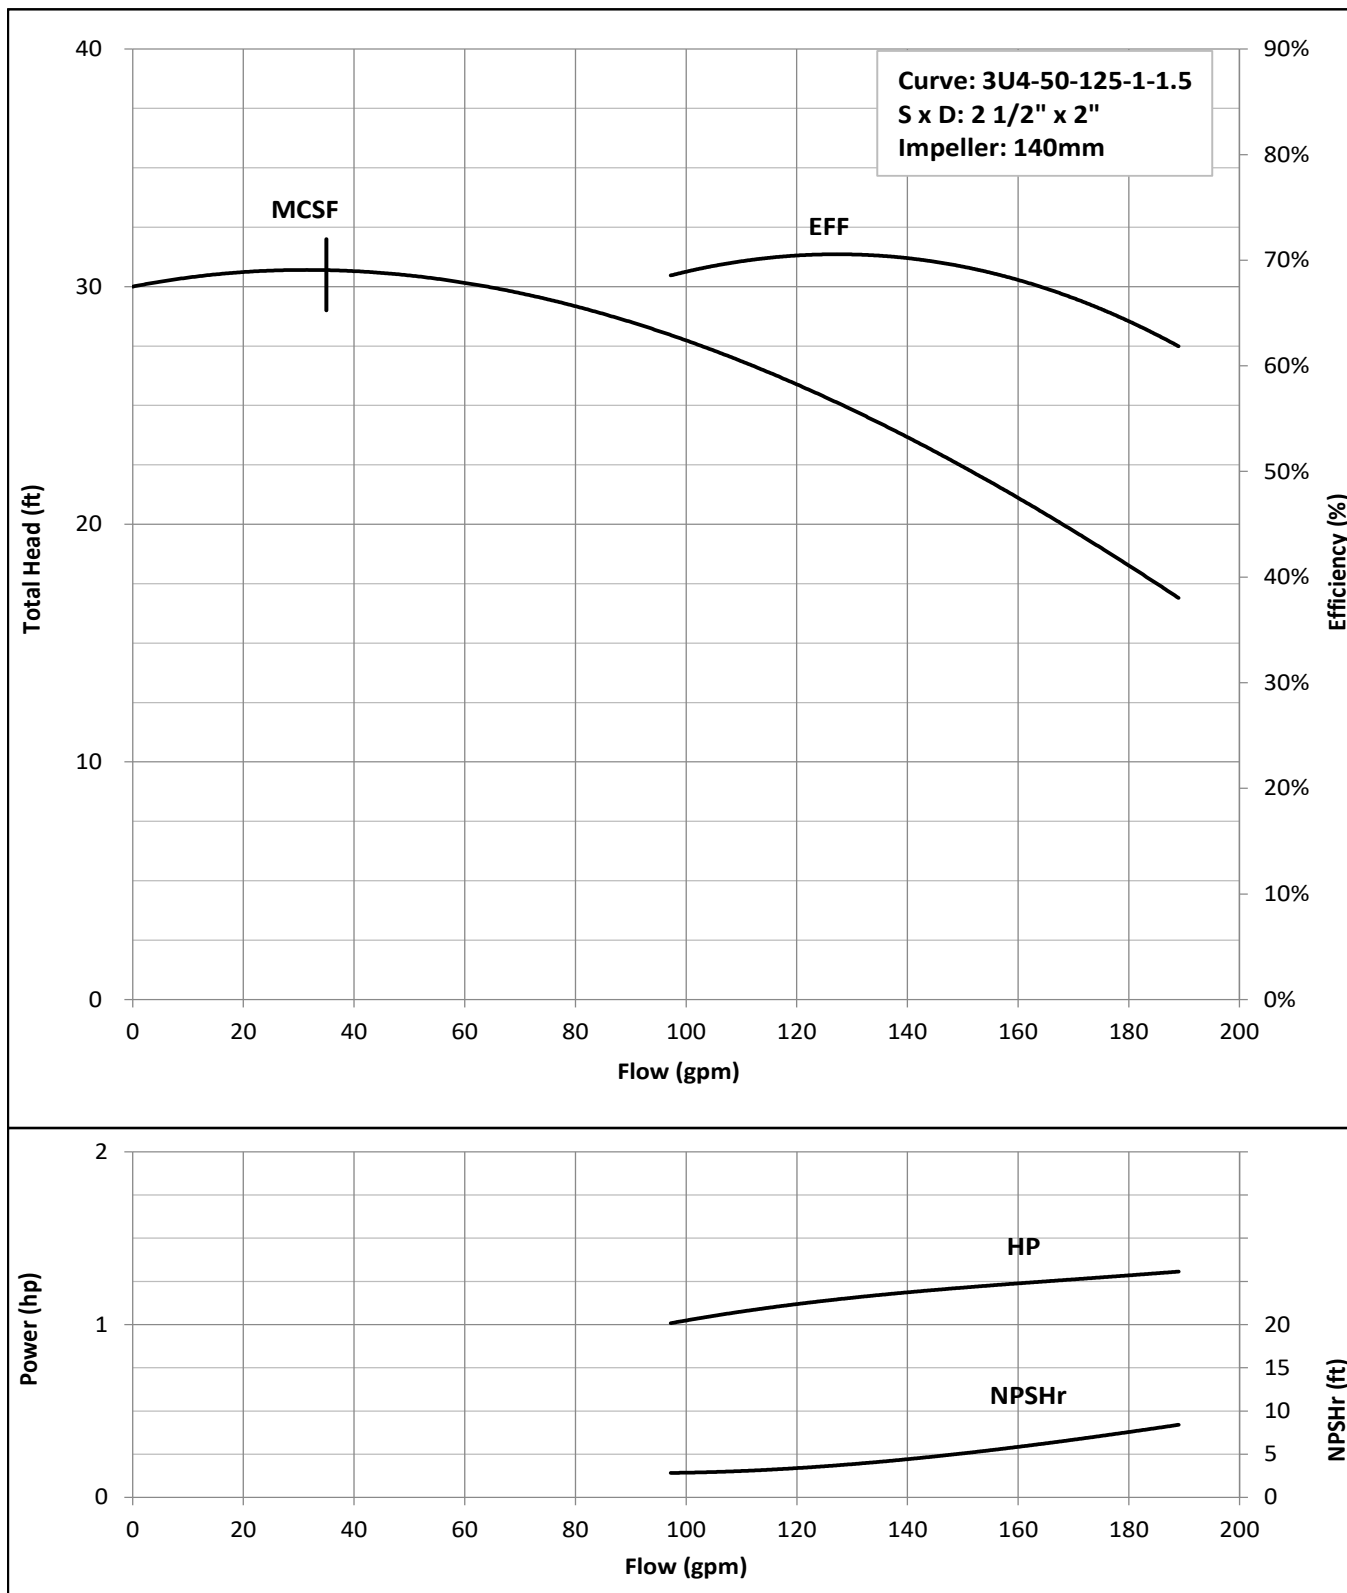 Curve: 3U4-50-125-1-1.5
S x D: 2 1/2" x 2"
Impeller: 140mm
MCSF
EFF
Total Head (ft)
40
30
20
10
0
Efficiency (%)
90%
80%
70%
60%
50%
40%
30%
20%
10%
0%
0 20 40 60 80 100 120 140 160 180 200
Flow (gpm)
Power (hp)
2
1
0
HP
NPSHr
NPSHr (ft)
20
15
10
5
0
0 20 40 60 80 100 120 140 160 180 200
Flow (gpm)